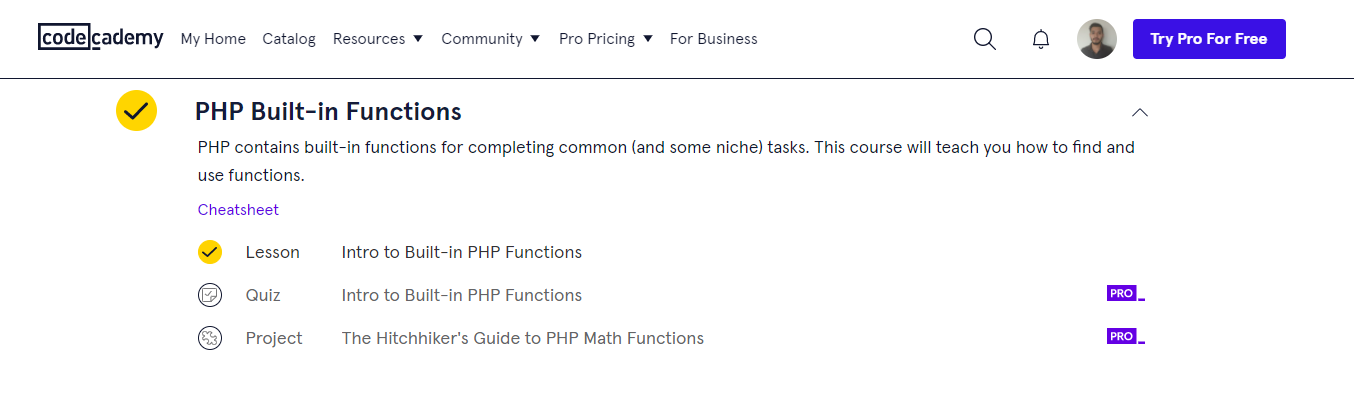 codecademy My Home Catalog Resources Community Pro Pricing For Business Try Pro For Free
PHP Built-in Functions
PHP contains built-in functions for completing common (and some niche) tasks. This course will teach you how to find and
use functions.
Cheatsheet
Lesson Intro to Built-in PHP Functions
Quiz Intro to Built-in PHP Functions PRO
Project The Hitchhiker's Guide to PHP Math Functions PRO